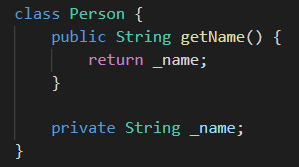 class Person {
    public String getName() {
        return _name;
    }

    private String _name;
}